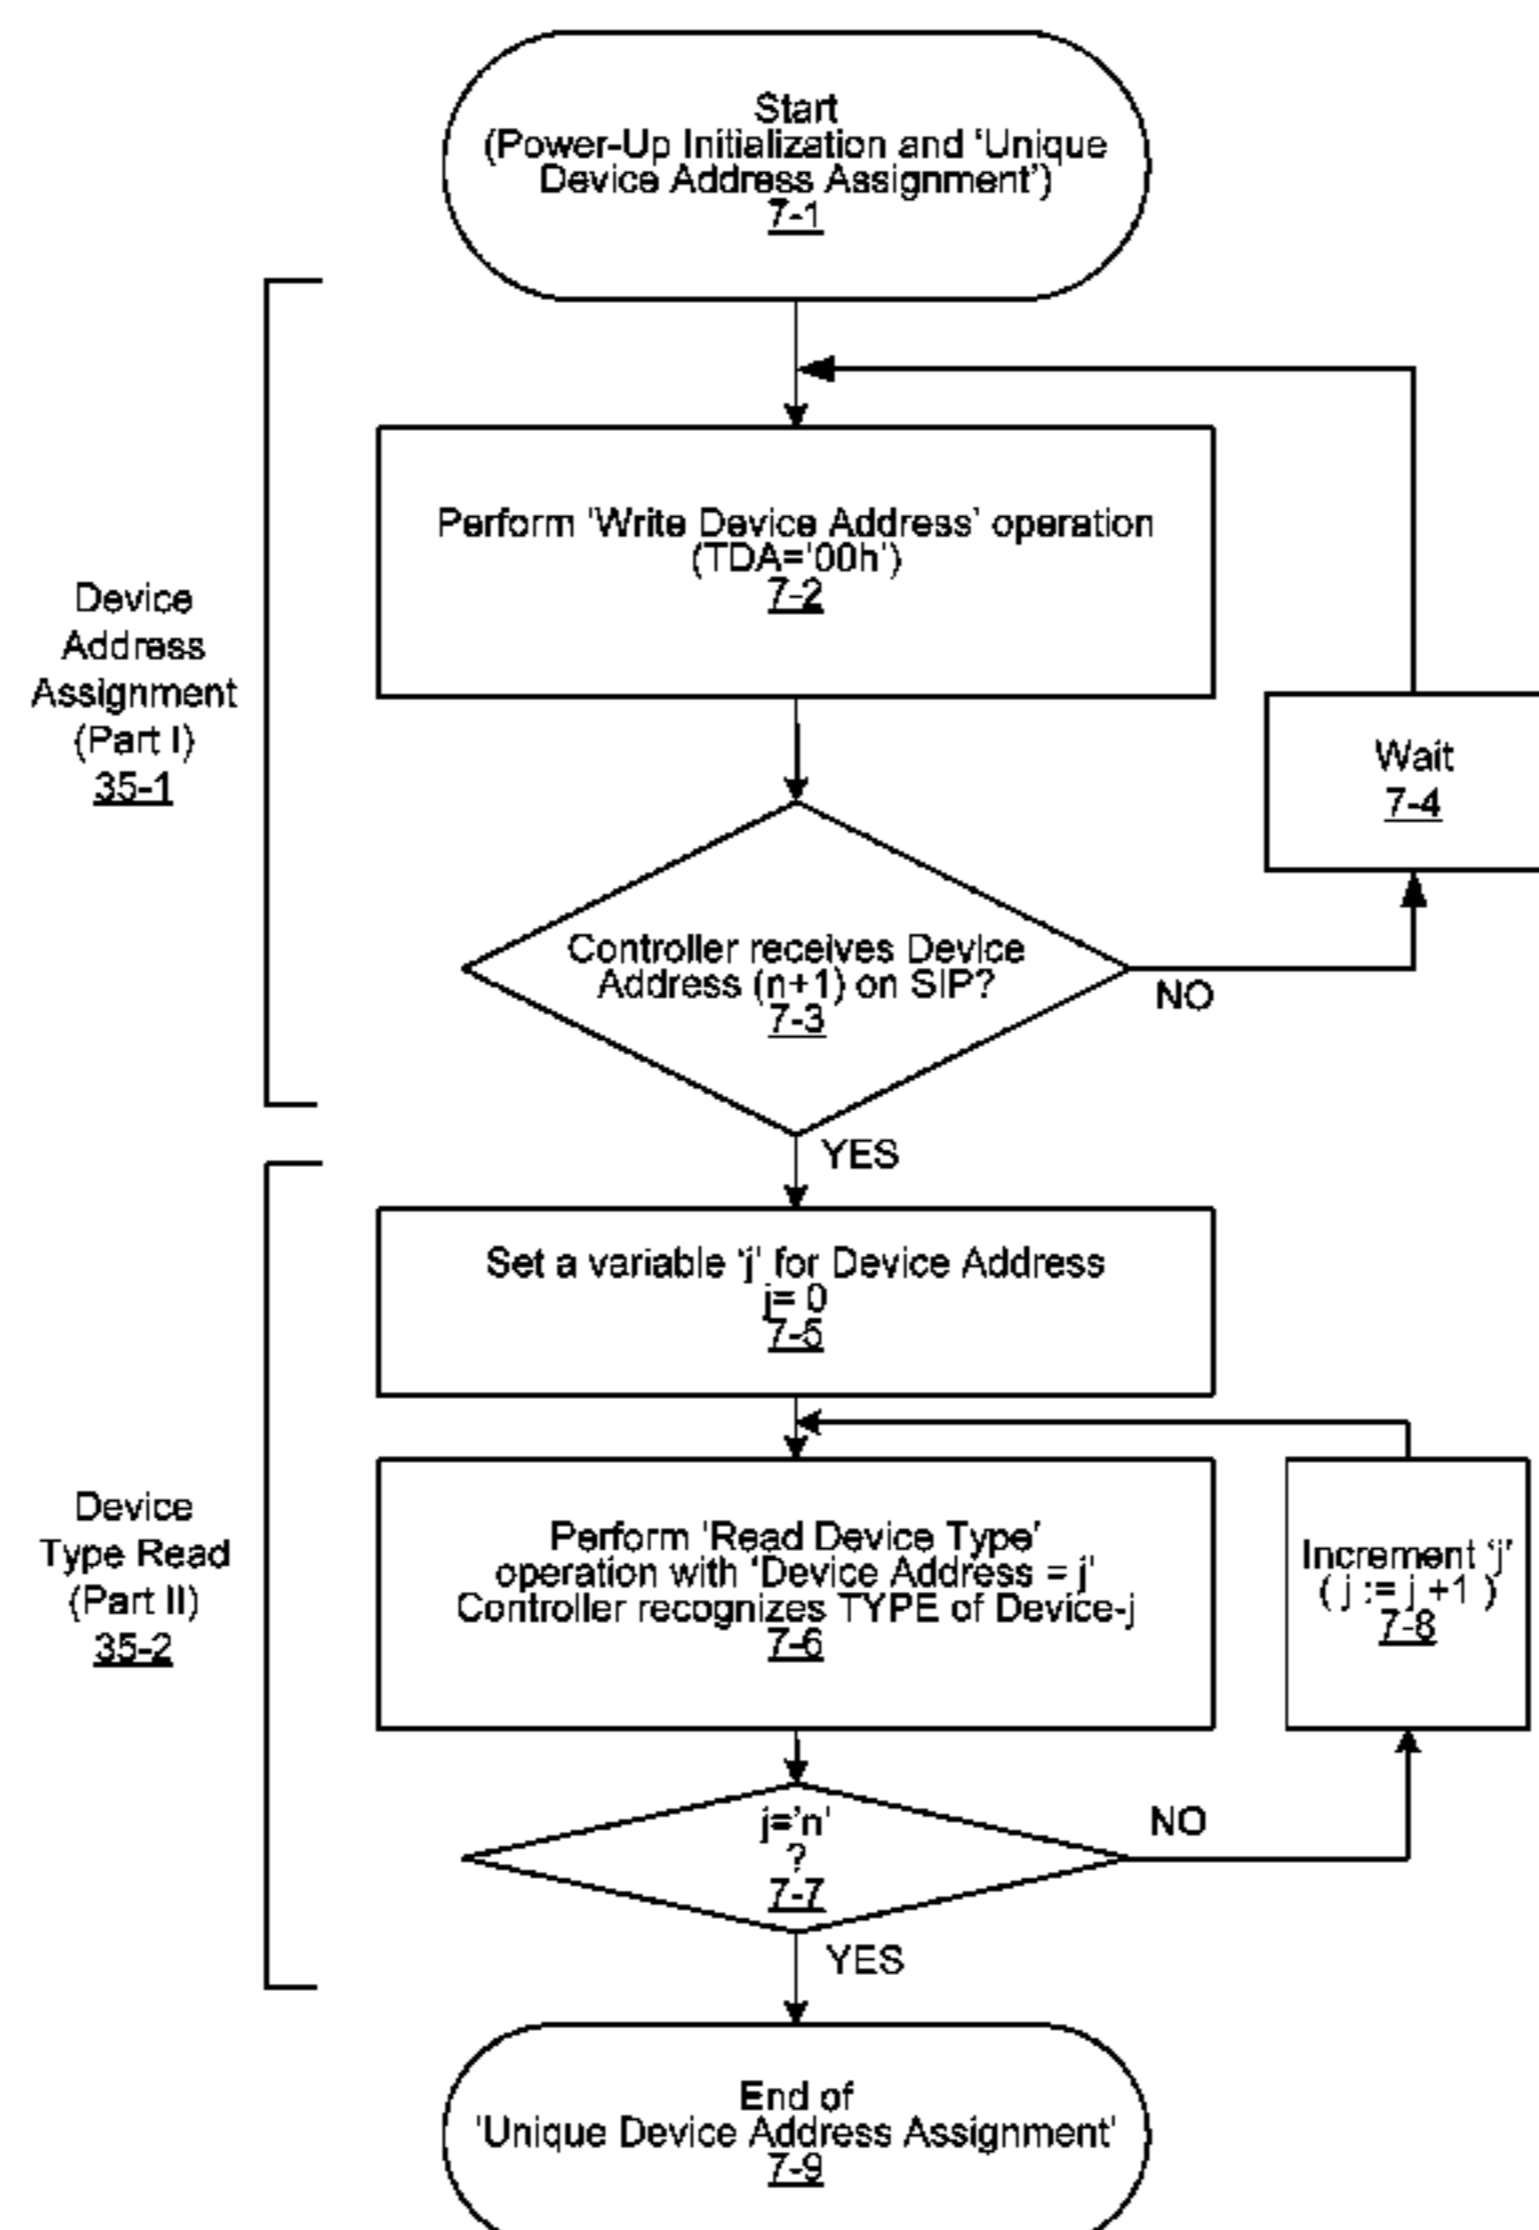 Start
(Power-Up Initialization and ‘Unique
Device Address Assignment’)
7-1
Perform ‘Write Device Address’ operation
(TDA=‘00h’)
7-2
Device
Address
Assignment
(Part I)
35-1
Wait
7-4
Controller receives Device
Address (n+1) on SIP?
7-3
NO
YES
Set a variable ‘j’ for Device Address
j= 0
7-5
Perform ‘Read Device Type’
operation with ‘Device Address = j’
Controller recognizes TYPE of Device-j
7-6
Device
Type Read
(Part II)
35-2
Increment ‘j’
( j := j +1 )
7-8
j=’n’
?
7-7
NO
YES
End of
‘Unique Device Address Assignment’
7-9